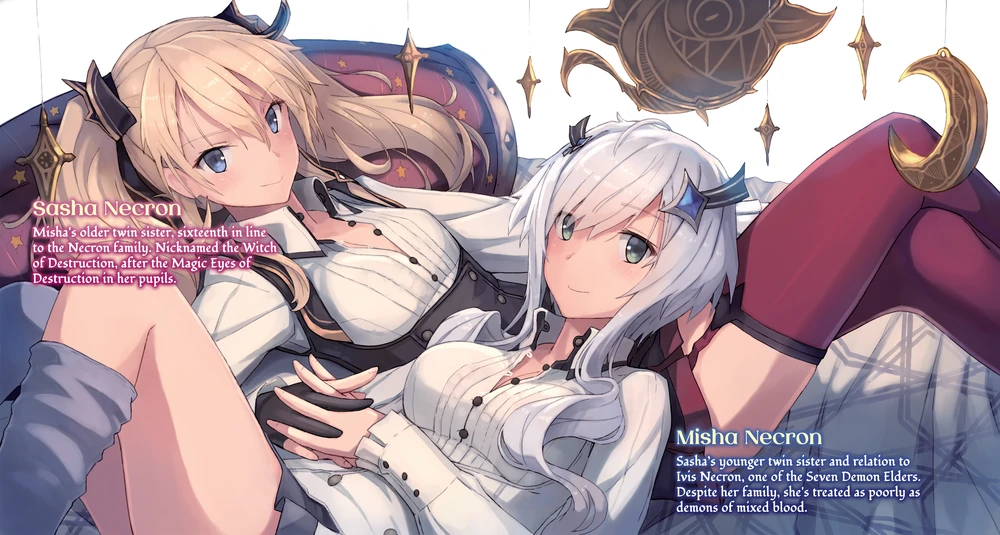 Sasha Necron
Misha's older twin sister, sixteenth in line
to the Necron family. Nicknamed the Witch
of Destruction, after the Magic Eyes of
Destruction in her pupils.
Misha Necron
Sasha's younger twin sister and relation to
Ivis Necron, one of the Seven Demon Elders.
Despite her family, she's treated as poorly as
demons of mixed blood.